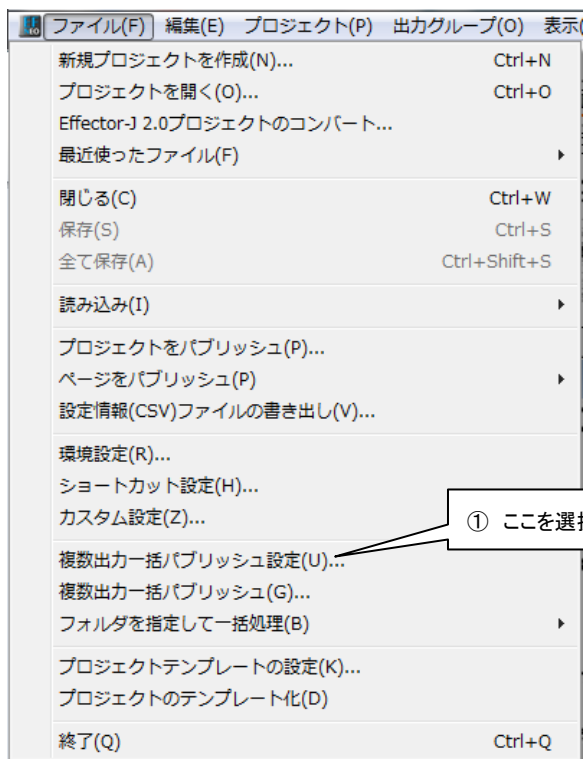 ファイル(F) 編集(E) プロジェクト(P) 出力グループ(O) 表示(
新規プロジェクトを作成(N)... Ctrl+N
プロジェクトを開く(O)... Ctrl+O
Effector-J 2.0プロジェクトのコンバート...
最近使ったファイル(F)
閉じる(C) Ctrl+W
保存(S) Ctrl+S
全て保存(A) Ctrl+Shift+S
読み込み(I)
プロジェクトをパブリッシュ(P)...
ページをパブリッシュ(P)
設定情報(CSV)ファイルの書き出し(V)...
環境設定(R)...
ショートカット設定(H)...
カスタム設定(Z)...
① ここを選
複数出力一括パブリッシュ設定(U)...
複数出力一括パブリッシュ(G)...
フォルダを指定して一括処理(B)
プロジェクトテンプレートの設定(K)...
プロジェクトのテンプレート化(D)
終了(Q) Ctrl+Q